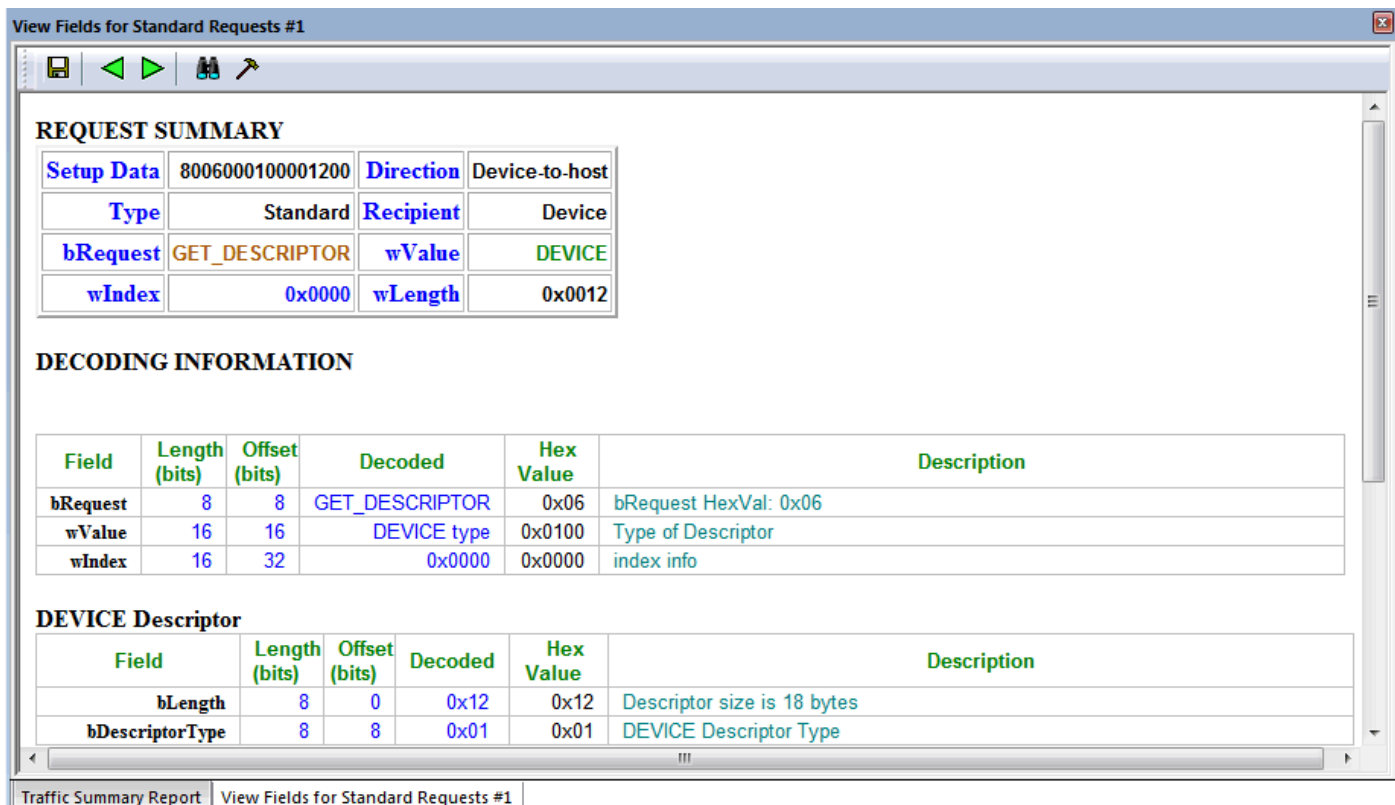 View Fields for Standard Requests #1
REQUEST SUMMARY
Setup Data 8006000100001200 Direction Device-to-host
Type Standard Recipient Device
bRequest GET_DESCRIPTOR wValue DEVICE
wIndex 0x0000 wLength 0x0012
DECODING INFORMATION
Field Length (bits) Offset (bits) Decoded Hex Value Description
bRequest 8 8 GET_DESCRIPTOR 0x06 bRequest HexVal: 0x06
wValue 16 16 DEVICE type 0x0100 Type of Descriptor
wIndex 16 32 0x0000 0x0000 index info
DEVICE Descriptor
Field Length (bits) Offset (bits) Decoded Hex Value Description
bLength 8 0 0x12 0x12 Descriptor size is 18 bytes
bDescriptorType 8 8 0x01 0x01 DEVICE Descriptor Type
Traffic Summary Report View Fields for Standard Requests #1